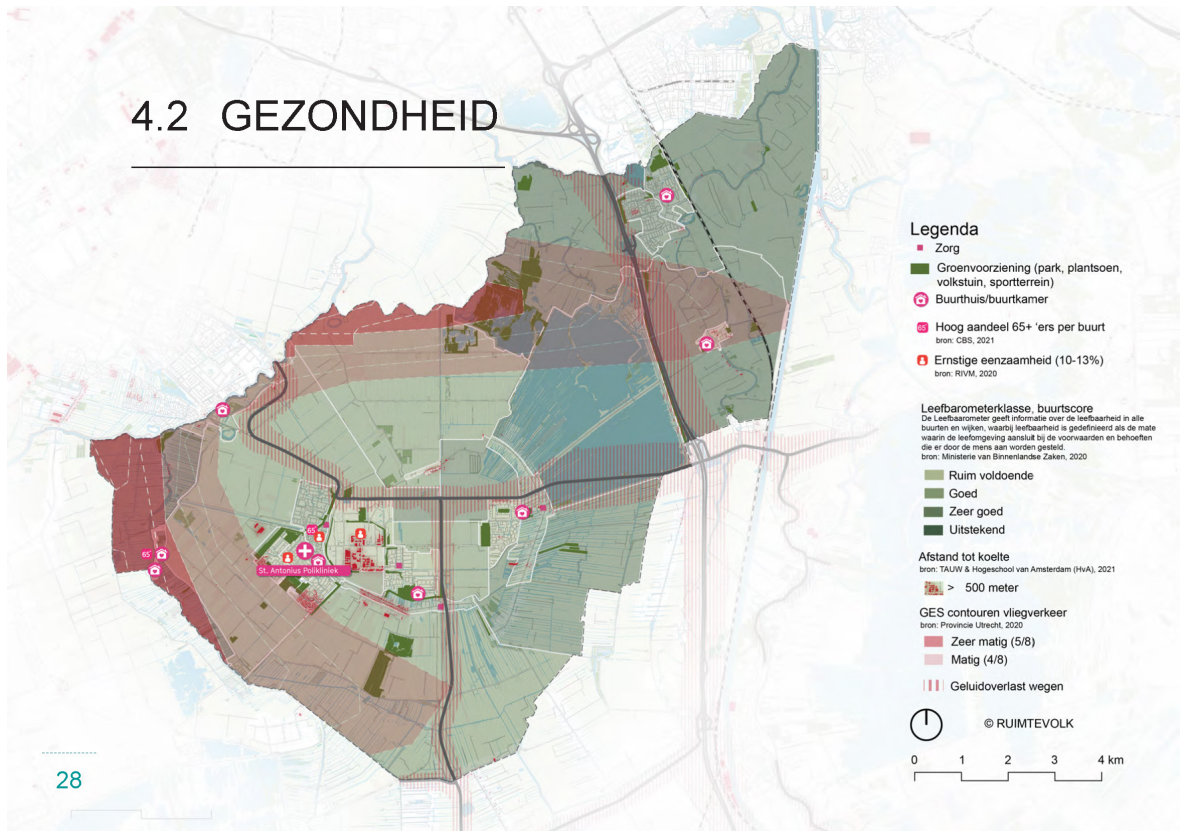 4.2 GEZONDHEID
Legenda
Zorg
Groenvoorziening (park, plantsoen,
volkstuin, sportterrein)
Buurthuis/buurtkamer
65+
Hoog aandeel 65+ ‘ers per buurt
bron: CBS, 2021
Ernstige eenzaamheid (10-13%)
bron: RIVM, 2020
Leefbarometerklasse, buurtscore
De Leefbaarometer geeft informatie over de leefbaarheid in alle
buurten en wijken, waarbij leefbaarheid is gedefinieerd als de mate
waarin de leefomgeving aansluit bij de voorwaarden en behoeften
die er door de mens aan worden gesteld.
bron: Ministerie van Binnenlandse Zaken, 2020
Ruim voldoende
Goed
Zeer goed
Uitstekend
Afstand tot koelte
bron: TAUW & Hogeschool van Amsterdam (HvA), 2021
> 500 meter
GES contouren vliegverkeer
bron: Provincie Utrecht, 2020
Zeer matig (5/8)
Matig (4/8)
Geluidoverlast wegen
© RUIMTEVOLK
0 1 2 3 4 km
65+
65+
St. Antonius Polikliniek
28